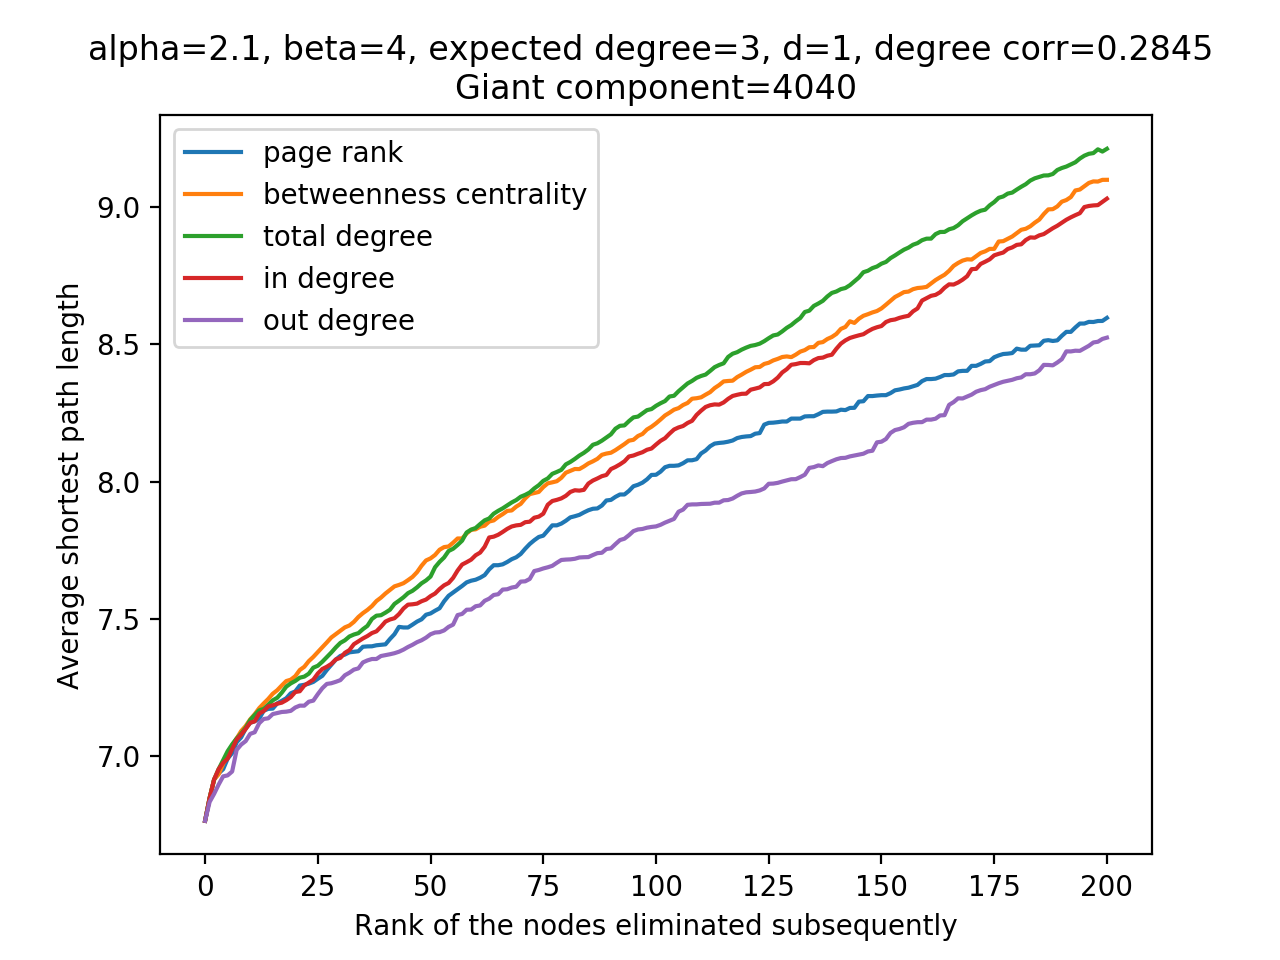 alpha=2.1, beta=4, expected degree=3, d=1, degree corr=0.2845
Giant component=4040
page rank
betweenness centrality
total degree
in degree
out degree
Average shortest path length
9.0
8.5
8.0
7.5
7.0
0 25 50 75 100 125 150 175 200
Rank of the nodes eliminated subsequently